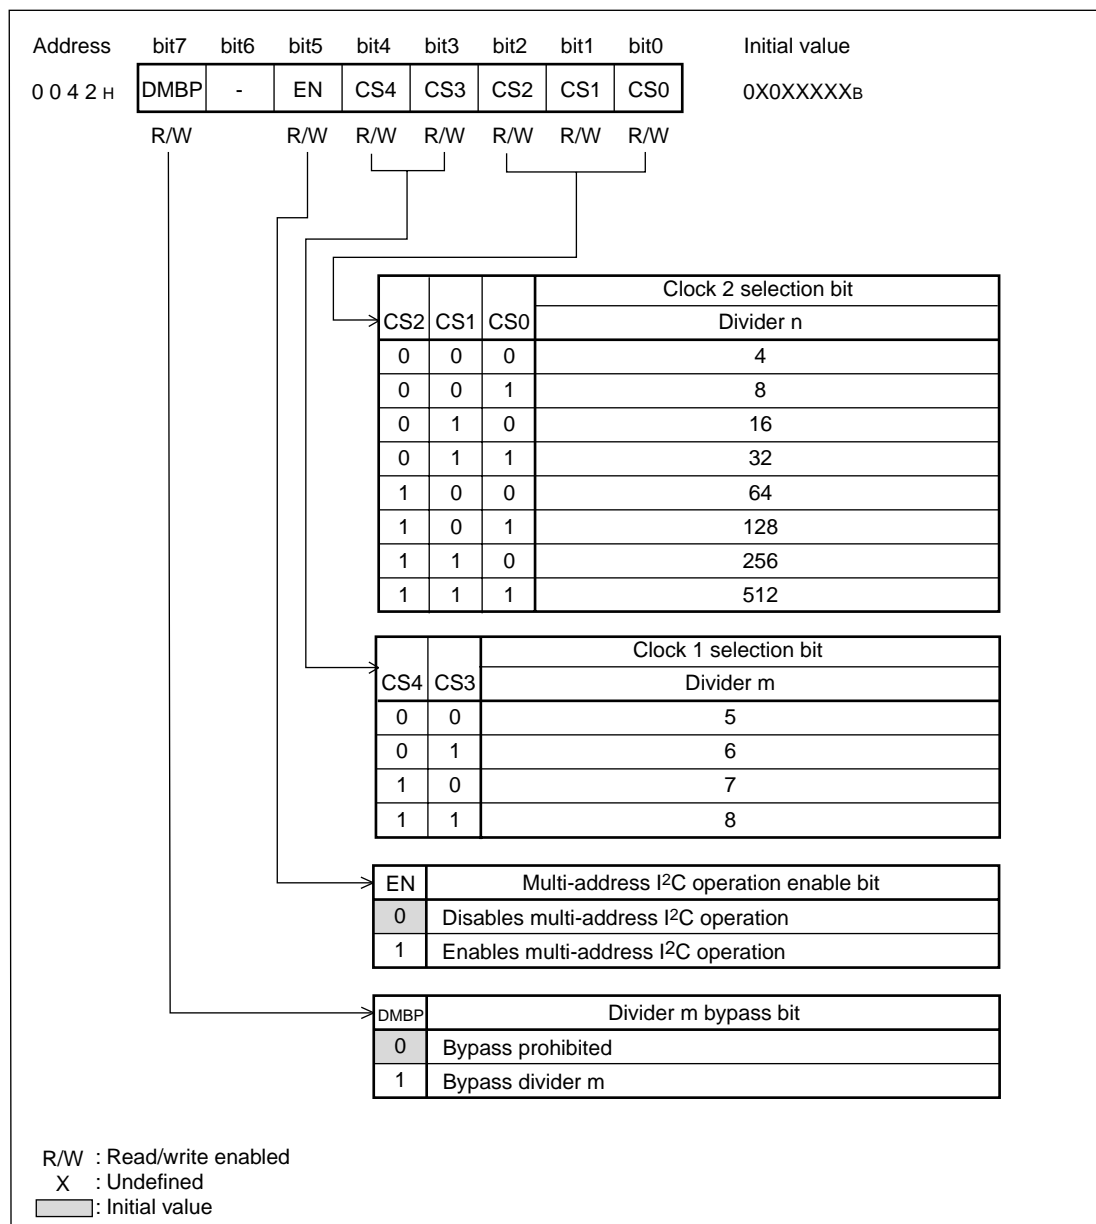 Address bit7 bit6 bit5 bit4 bit3 bit2 bit1 bit0 Initial value
0 0 4 2 H DMBP - EN CS4 CS3 CS2 CS1 CS0 0X0XXXXXB
R/W R/W R/W R/W R/W R/W R/W
Clock 2 selection bit
CS2 CS1 CS0 Divider n
0 0 0 4
0 0 1 8
0 1 0 16
0 1 1 32
1 0 0 64
1 0 1 128
1 1 0 256
1 1 1 512
Clock 1 selection bit
CS4 CS3 Divider m
0 0 5
0 1 6
1 0 7
1 1 8
EN Multi-address I2C operation enable bit
0 Disables multi-address I2C operation
1 Enables multi-address I2C operation
DMBP Divider m bypass bit
0 Bypass prohibited
1 Bypass divider m
R/W : Read/write enabled
X : Undefined
: Initial value